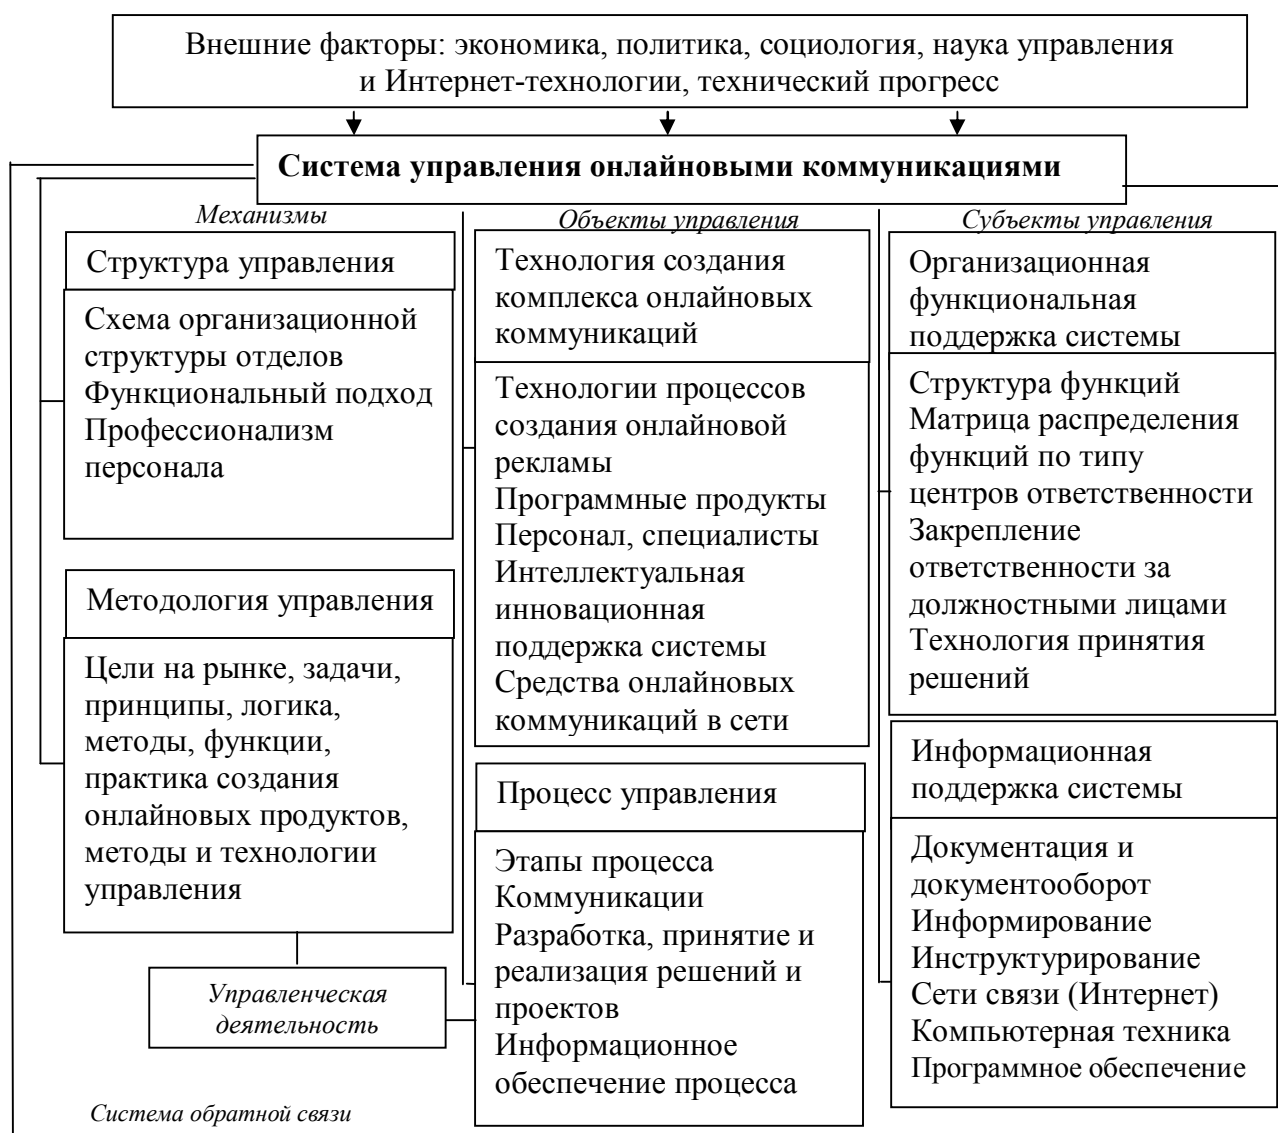 Внешние факторы: экономика, политика, социология, наука управления
и Интернет-технологии, технический прогресс
Система управления онлайновыми коммуникациями
Механизмы
Структура управления
Схема организационной
структуры отделов
Функциональный подход
Профессионализм
персонала
Методология управления
Цели на рынке, задачи,
принципы, логика,
методы, функции,
практика создания
онлайновых продуктов,
методы и технологии
управления
Управленческая
деятельность
Объекты управления
Технология создания
комплекса онлайновых
коммуникаций
Технологии процессов
создания онлайновой
рекламы
Программные продукты
Персонал, специалисты
Интеллектуальная
инновационная
поддержка системы
Средства онлайновых
коммуникаций в сети
Процесс управления
Этапы процесса
Коммуникации
Разработка, принятие и
реализация решений и
проектов
Информационное
обеспечение процесса
Субъекты управления
Организационная
функциональная
поддержка системы
Структура функций
Матрица распределения
функций по типу
центров ответственности
Закрепление
ответственности за
должностными лицами
Технология принятия
решений
Информационная
поддержка системы
Документация и
документооборот
Информирование
Инструктурирование
Сети связи (Интернет)
Компьютерная техника
Программное обеспечение
Система обратной связи